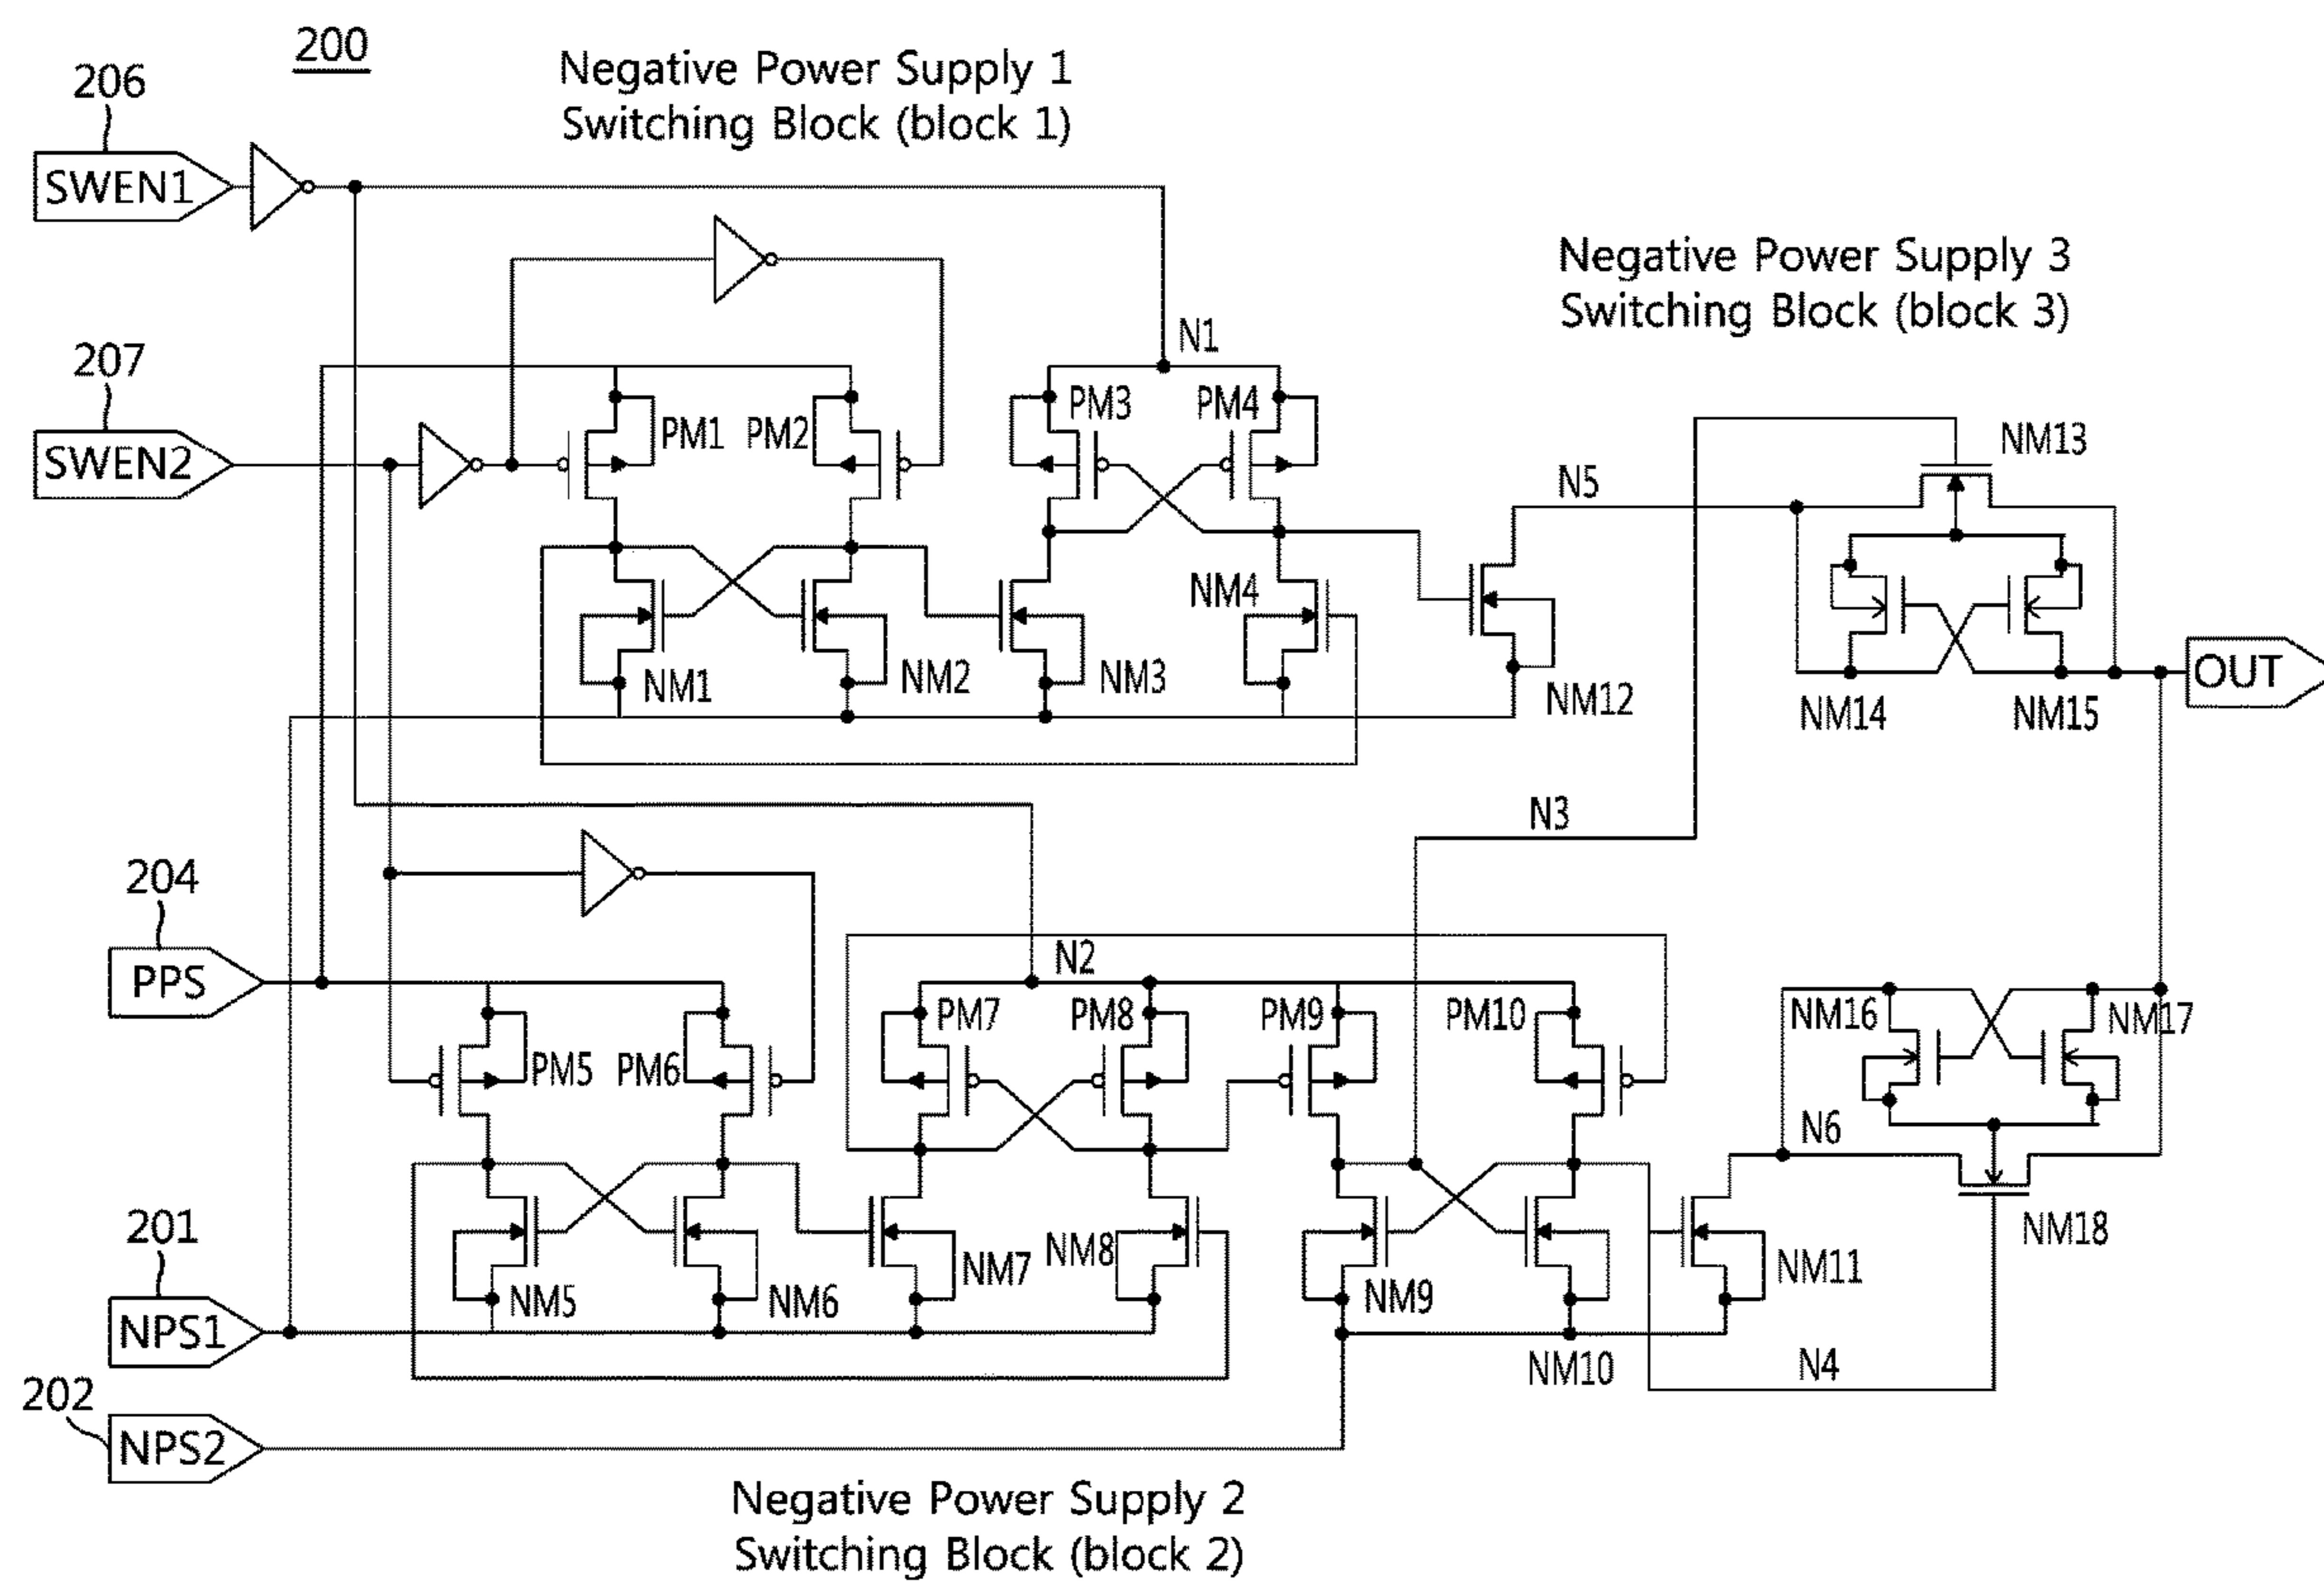 200
Negative Power Supply 1
Switching Block (block 1)
206
SWEN1
Negative Power Supply 3
Switching Block (block 3)
N1
207
SWEN2
PM1
PM2
PM3
PM4
NM13
N5
NM4
NM1
NM2
NM3
NM12
NM14
NM15
OUT
N3
204
PPS
N2
PM5
PM6
PM7
PM8
PM9
PM10
NM16
NM17
N6
201
NPS1
NM5
NM6
NM7
NM8
NM9
NM10
NM11
NM18
N4
202
NPS2
Negative Power Supply 2
Switching Block (block 2)